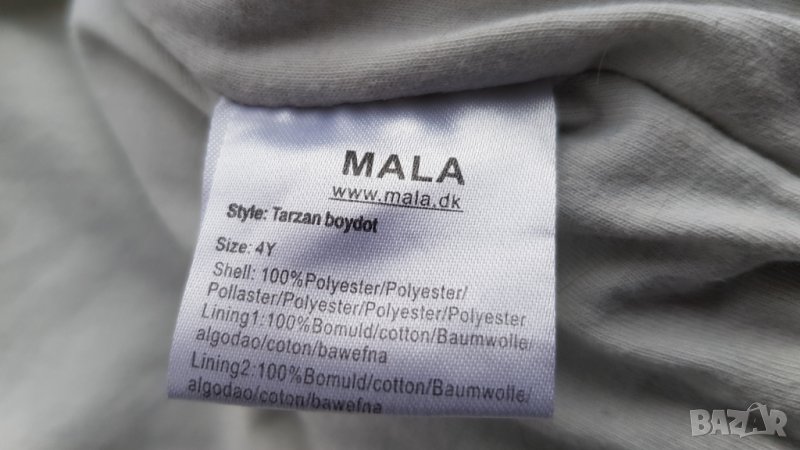 MALA
www.mala.dk
Style: Tarzan boydot
Size: 4Y
Shell: 100%Polyester/Polyester/
Pollaster/Polyester/Polyester/Polyester
Lining1:100%Bomuld/cotton/Baumwolle/
algodao/coton/bawefna
Lining2:100%Bomuld/cotton/Baumwolle/
algodao/coton/bawefna
BAZAR